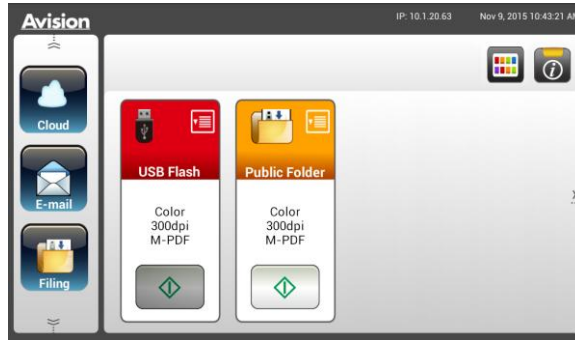 Avision
IP: 10.1.20.63
Nov 9, 2015 10:43:21 AM
Cloud
E-mail
Filing
USB Flash
Color
300dpi
M-PDF
Public Folder
Color
300dpi
M-PDF